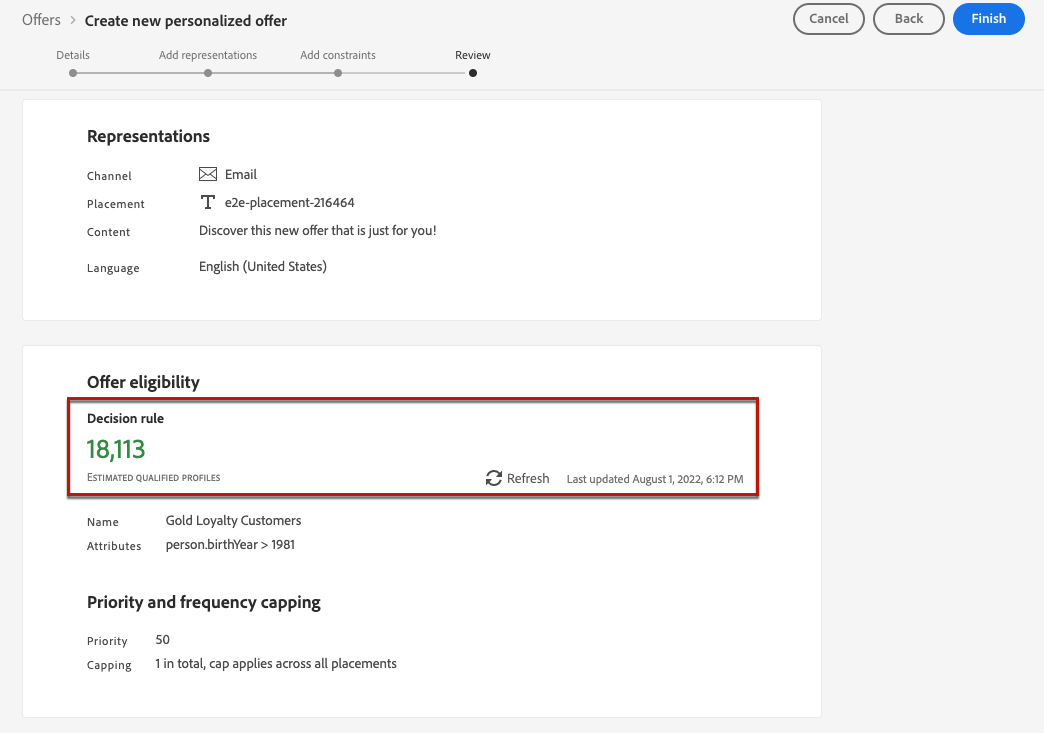 Offers > Create new personalized offer
Cancel
Back
Finish
Details
Add representations
Add constraints
Review
Representations
Channel Email
Placement e2e-placement-216464
Content Discover this new offer that is just for you!
Language English (United States)
Offer eligibility
Decision rule
18,113
ESTIMATED QUALIFIED PROFILES
Refresh
Last updated August 1, 2022, 6:12 PM
Name Gold Loyalty Customers
Attributes person.birthYear > 1981
Priority and frequency capping
Priority 50
Capping 1 in total, cap applies across all placements